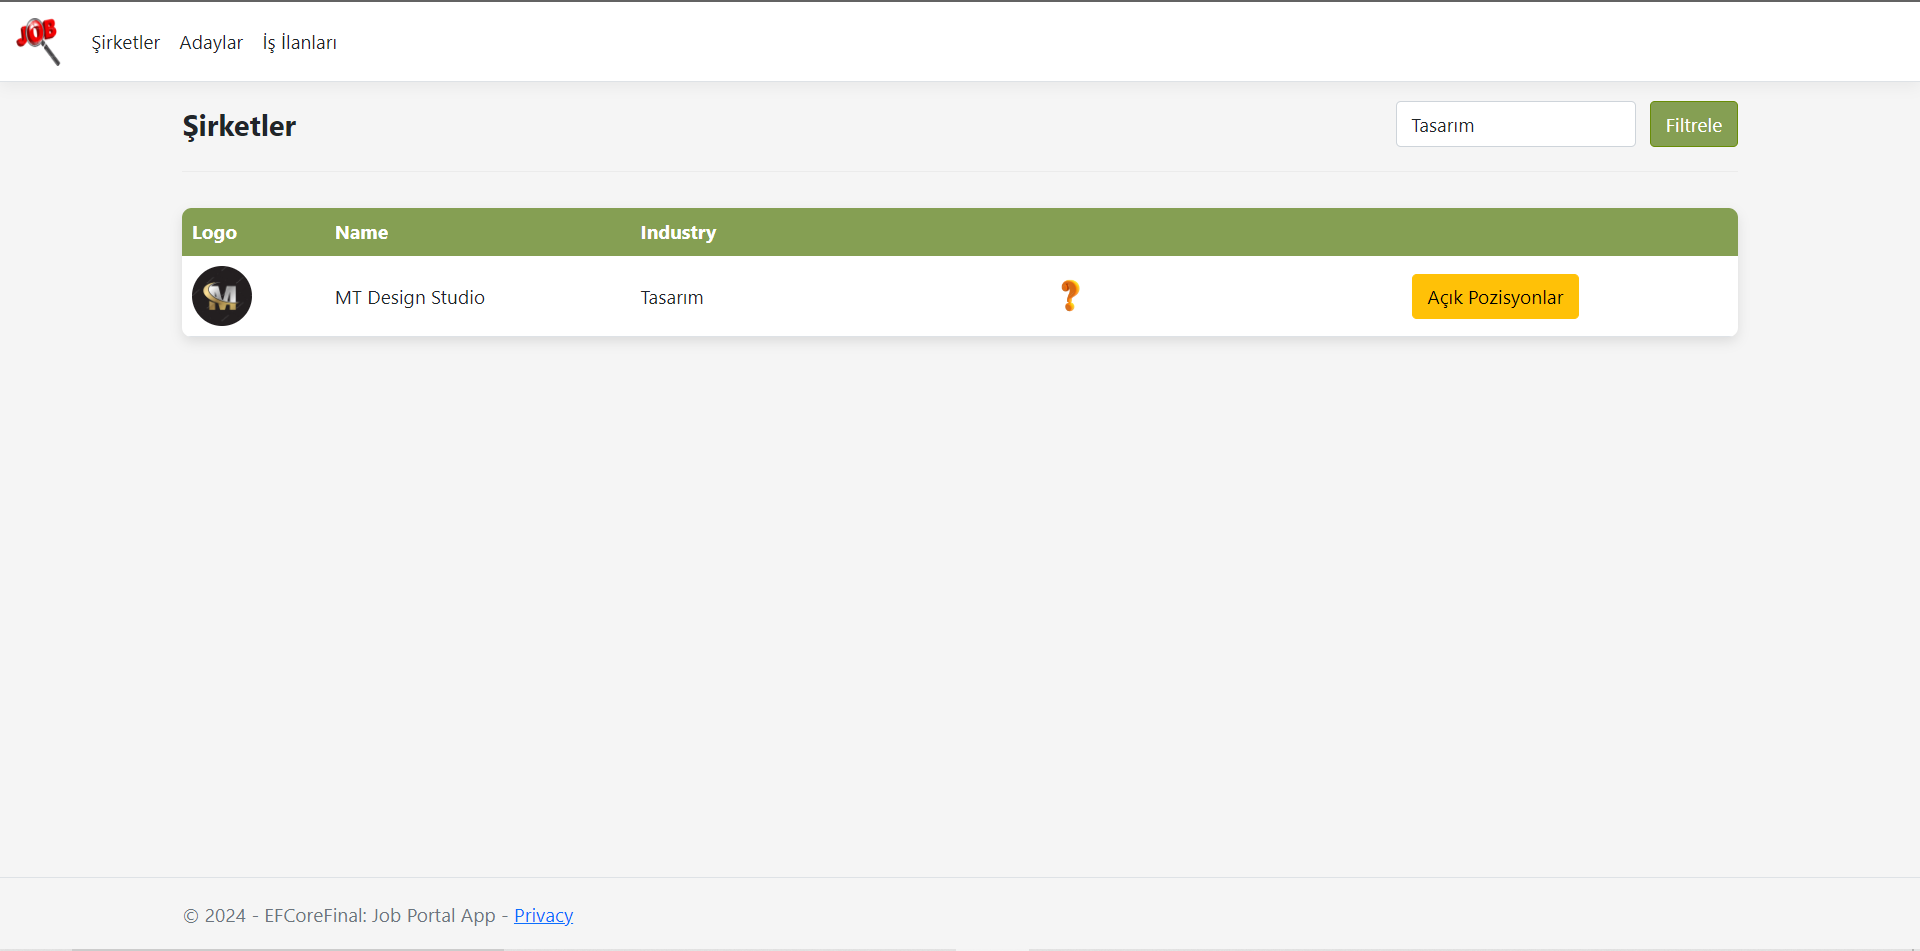 JOB
Şirketler Adaylar İş İlanları
Şirketler
Tasarım
Filtrele
Logo Name Industry
M
MT Design Studio
Tasarım
?
Açık Pozisyonlar
© 2024 - EFCoreFinal: Job Portal App - Privacy